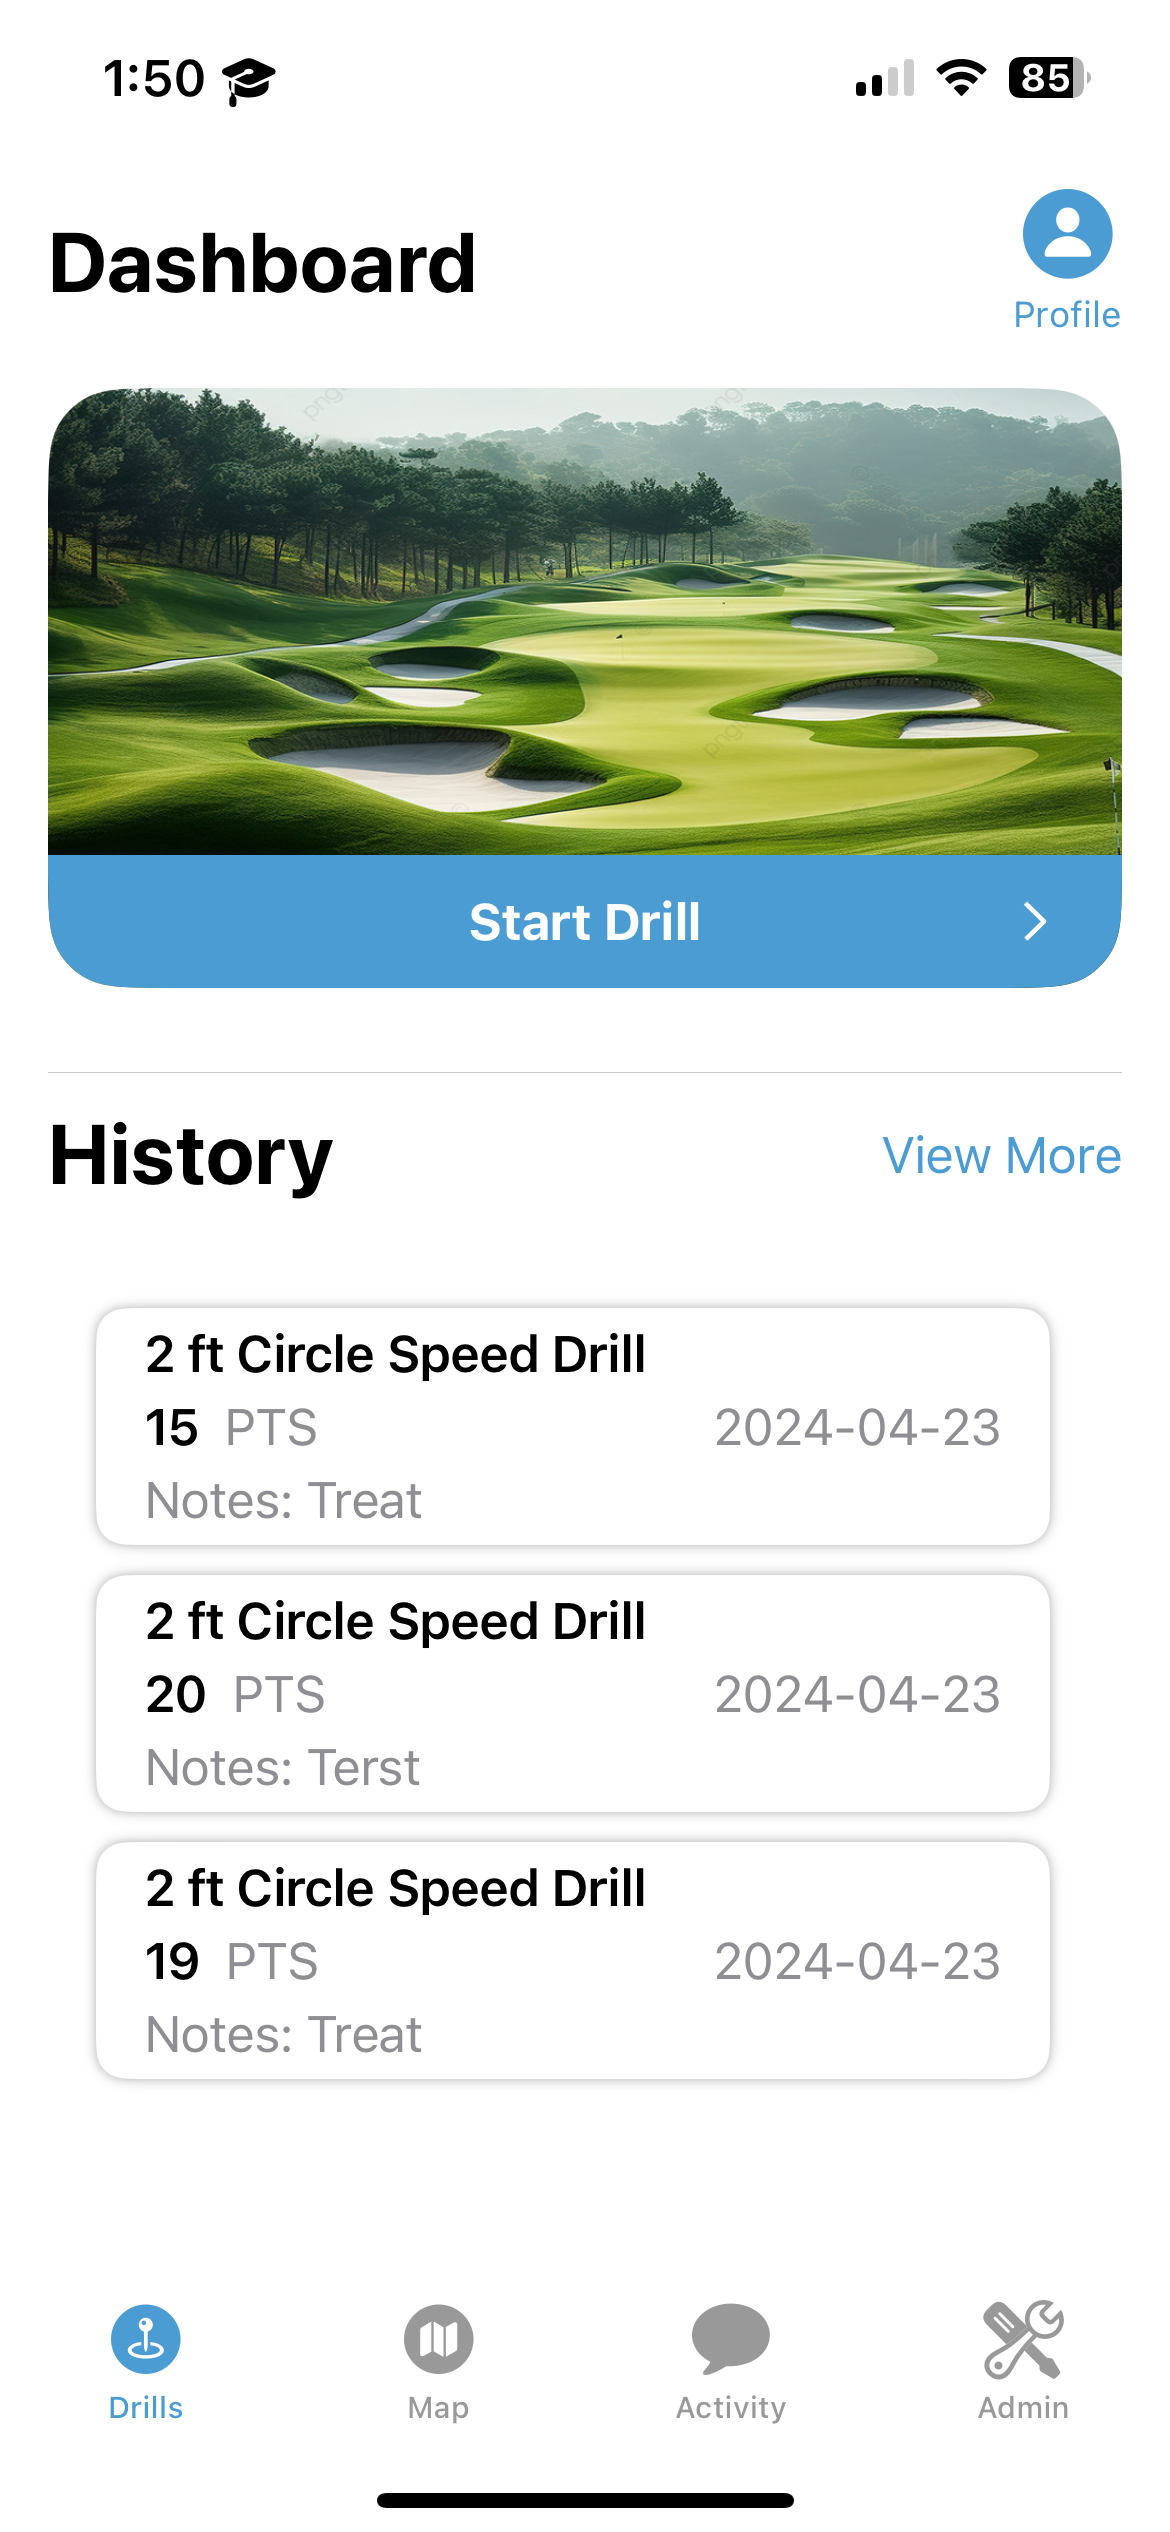 1:50
85
Dashboard
Profile
Start Drill
History
View More
2 ft Circle Speed Drill
15 PTS 2024-04-23
Notes: Treat
2 ft Circle Speed Drill
20 PTS 2024-04-23
Notes: Terst
2 ft Circle Speed Drill
19 PTS 2024-04-23
Notes: Treat
Drills
Map
Activity
Admin